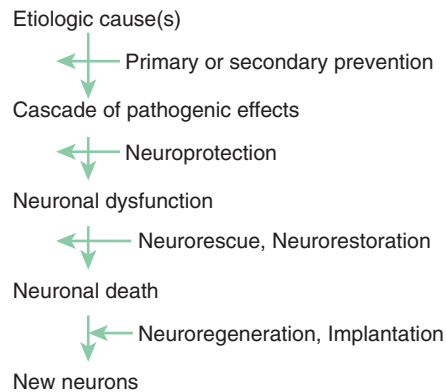 Etiologic cause(s)
Primary or secondary prevention
Cascade of pathogenic effects
Neuroprotection
Neuronal dysfunction
Neurorescue, Neurorestoration
Neuronal death
Neuroregeneration, Implantation
New neurons